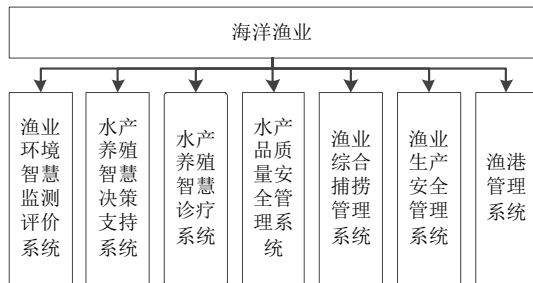 海洋渔业
渔业
环境
智慧
监测
评价
系统
水产
养殖
智慧
决策
支持
系统
水产
养殖
智慧
诊疗
系统
水产
品质
量安
全管
理系
统
渔业
综合
捕捞
管理
系统
渔业
生产
安全
管理
系统
渔港
管理
系统